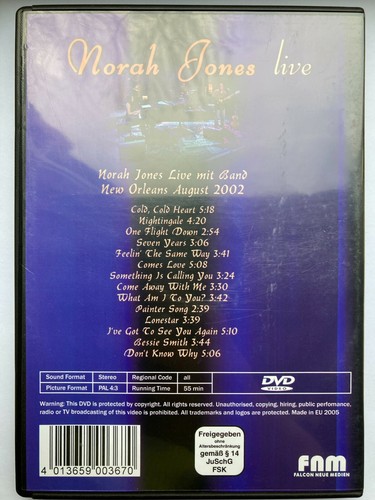 Norah Jones live
Norah Jones Live mit Band
New Orleans August 2002
Cold, Cold Heart 5:18
Nightingale 4:20
One Flight Down 2:54
Seven Years 3:06
Feelin' The Same Way 3:41
Comes Love 5:08
Something Is Calling You 3:24
Come Away With Me 3:30
What Am I To You? 3:42
Painter Song 2:39
Lonestar 3:39
I've Got To See You Again 5:10
Bessie Smith 3:44
Don't Know Why 5:06
Sound Format Stereo Regional Code all
Picture Format PAL 4:3 Running Time 55 min
DVD VIDEO
Warning: This DVD is protected by copyright. All rights reserved. Unauthorised, copying, hiring, public perfomance,
radio or TV broadcasting of this video is prohibited. All trademarks and logos are protected. Made in EU 2005
4 013659 003670
Freigegeben
ohne
Altersbeschränkung
gemäß § 14
JuSchG
FSK
FNM
FALCON NEUE MEDIEN